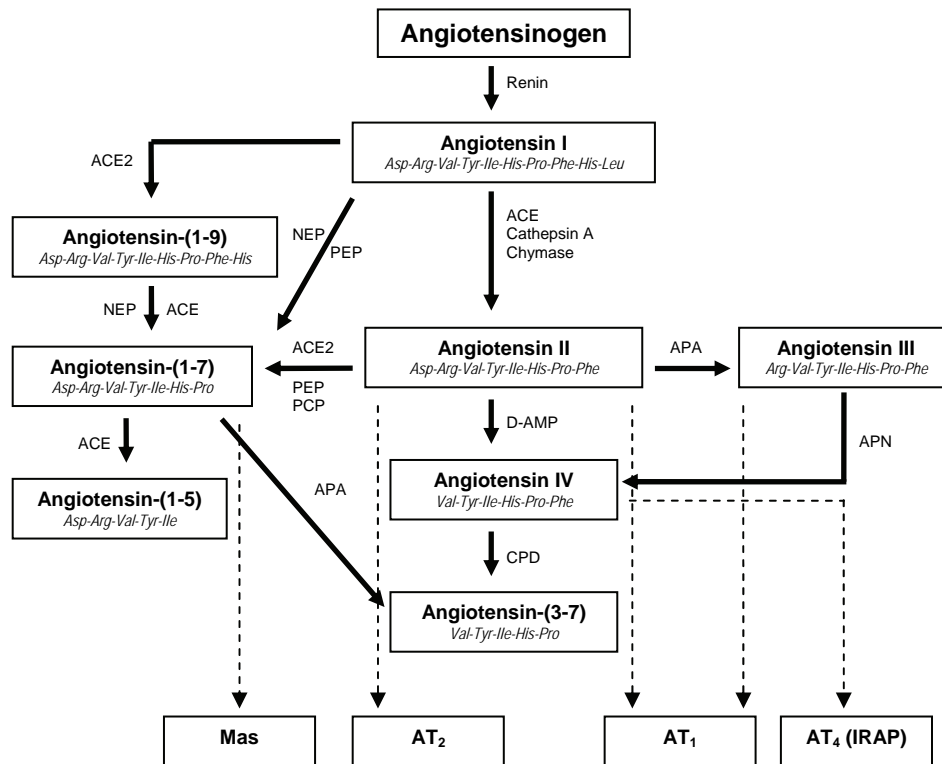 Angiotensinogen
Renin
Angiotensin I
Asp-Arg-Val-Tyr-Ile-His-Pro-Phe-His-Leu
ACE2
NEP
PEP
ACE
Cathepsin A
Chymase
Angiotensin-(1-9)
Asp-Arg-Val-Tyr-Ile-His-Pro-Phe-His
NEP
ACE
Angiotensin-(1-7)
Asp-Arg-Val-Tyr-Ile-His-Pro
ACE2
PEP
PCP
Angiotensin II
Asp-Arg-Val-Tyr-Ile-His-Pro-Phe
APA
Angiotensin III
Arg-Val-Tyr-Ile-His-Pro-Phe
ACE
D-AMP
APN
Angiotensin-(1-5)
Asp-Arg-Val-Tyr-Ile
APA
Angiotensin IV
Val-Tyr-Ile-His-Pro-Phe
CPD
Angiotensin-(3-7)
Val-Tyr-Ile-His-Pro
Mas
AT₂
AT₁
AT₄ (IRAP)